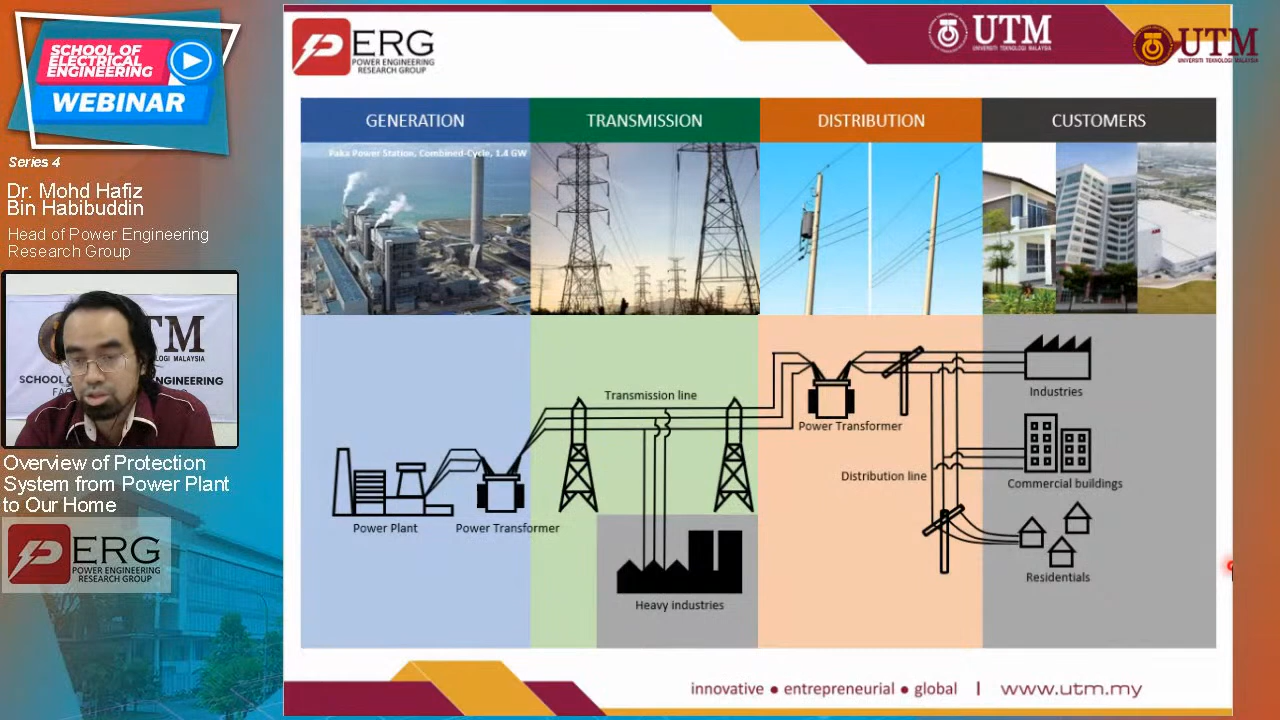 SCHOOL OF
ELECTRICAL
ENGINEERING
WEBINAR
Series 4
Dr. Mohd Hafiz
Bin Habibuddin
Head of Power Engineering
Research Group
UTM
SCHOOL
ENGINEERING
Overview of Protection
System from Power Plant
to Our Home
PERG
POWER ENGINEERING
RESEARCH GROUP
PERG
POWER ENGINEERING
RESEARCH GROUP
UTM
UNIVERSITI TEKNOLOGI MALAYSIA
UTM
UNIVERSITI TEKNOLOGI MALAYSIA
GENERATION
TRANSMISSION
DISTRIBUTION
CUSTOMERS
Paka Power Station, Combined-Cycle, 1.4 GW
ABB
Transmission line
Power Plant
Power Transformer
Heavy industries
Power Transformer
Distribution line
Industries
Commercial buildings
Residentials
innovative ● entrepreneurial ● global | www.utm.my